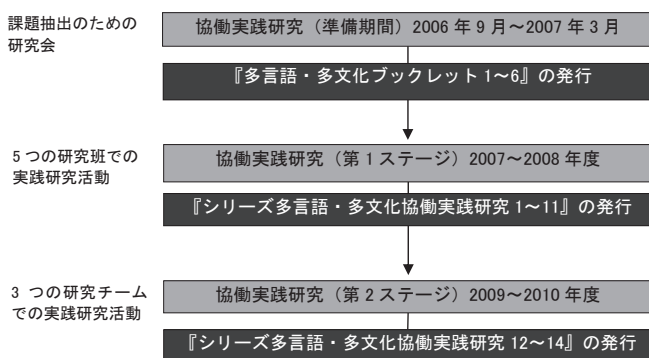 課題抽出のための
研究会
協働実践研究（準備期間）2006 年 9 月～2007 年 3 月
『多言語・多文化ブックレット 1～6』の発行
5 つの研究班での
実践研究活動
協働実践研究（第 1 ステージ）2007～2008 年度
『シリーズ多言語・多文化協働実践研究 1～11』の発行
3 つの研究チーム
での実践研究活動
協働実践研究（第 2 ステージ）2009～2010 年度
『シリーズ多言語・多文化協働実践研究 12～14』の発行